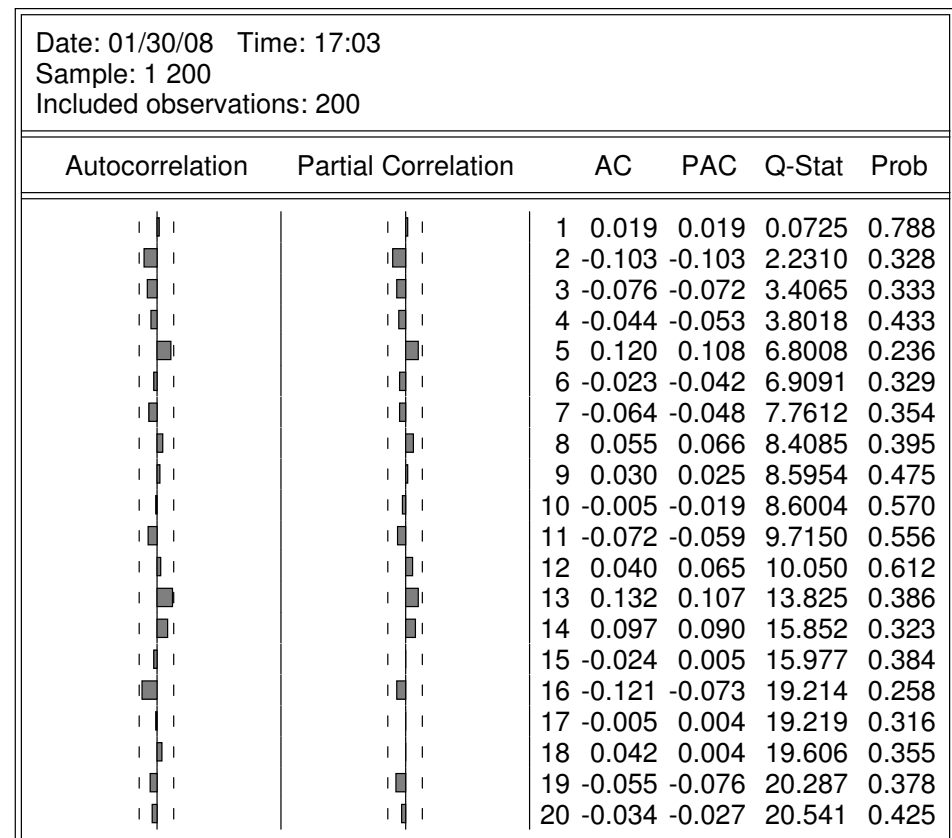 Date: 01/30/08 Time: 17:03
Sample: 1 200
Included observations: 200
Autocorrelation Partial Correlation AC PAC Q-Stat Prob
1 0.019 0.019 0.0725 0.788
2 -0.103 -0.103 2.2310 0.328
3 -0.076 -0.072 3.4065 0.333
4 -0.044 -0.053 3.8018 0.433
5 0.120 0.108 6.8008 0.236
6 -0.023 -0.042 6.9091 0.329
7 -0.064 -0.048 7.7612 0.354
8 0.055 0.066 8.4085 0.395
9 0.030 0.025 8.5954 0.475
10 -0.005 -0.019 8.6004 0.570
11 -0.072 -0.059 9.7150 0.556
12 0.040 0.065 10.050 0.612
13 0.132 0.107 13.825 0.386
14 0.097 0.090 15.852 0.323
15 -0.024 0.005 15.977 0.384
16 -0.121 -0.073 19.214 0.258
17 -0.005 0.004 19.219 0.316
18 0.042 0.004 19.606 0.355
19 -0.055 -0.076 20.287 0.378
20 -0.034 -0.027 20.541 0.425